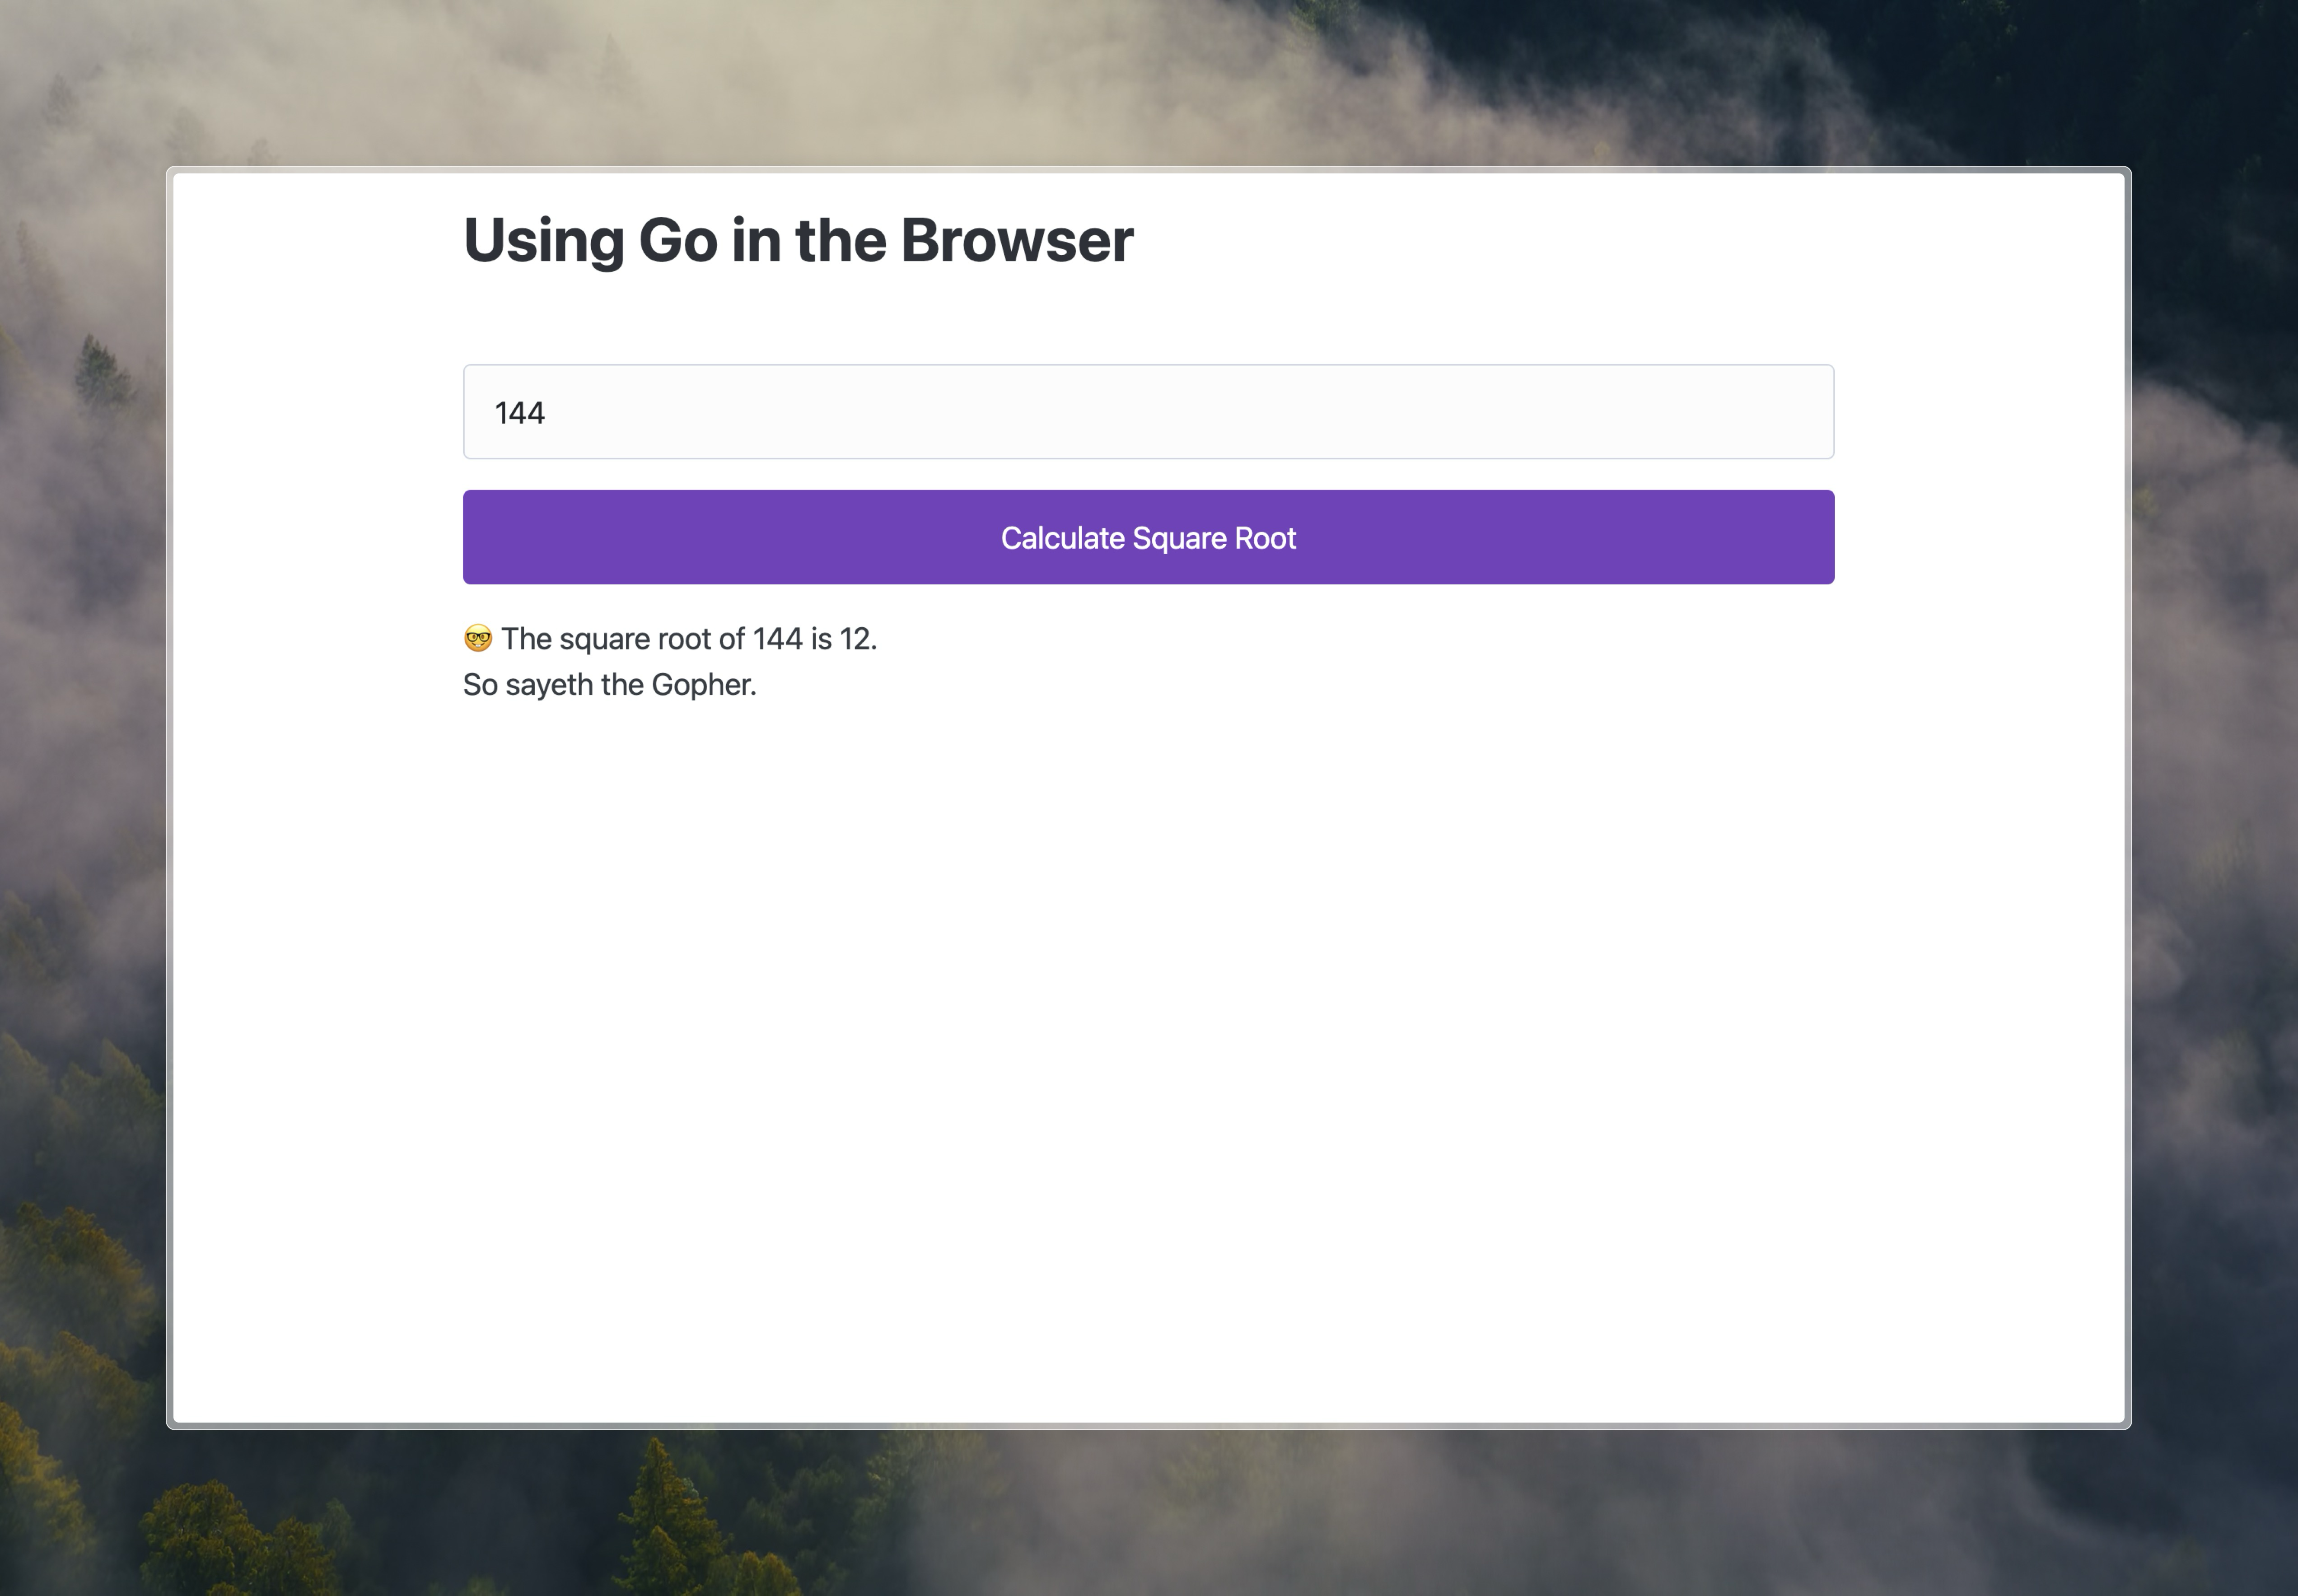 Using Go in the Browser
144
Calculate Square Root
🤓 The square root of 144 is 12.
So sayeth the Gopher.